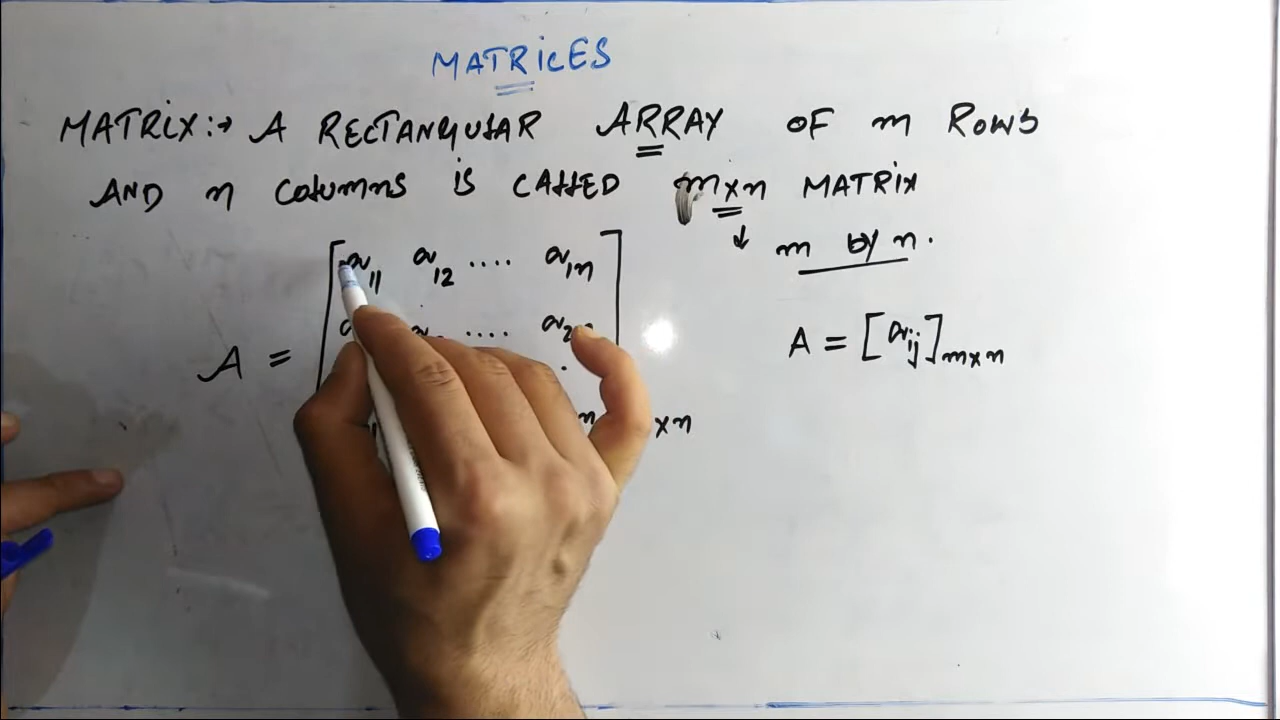 MATRICES
MATRIX:→ A RECTANGULAR ARRAY OF m ROWS
AND n COLUMNS IS CALLED m×n MATRIX
↓ m by n.
a11 a12 .... a1n
.... a2n
A =
×n
A = [aij]m×n